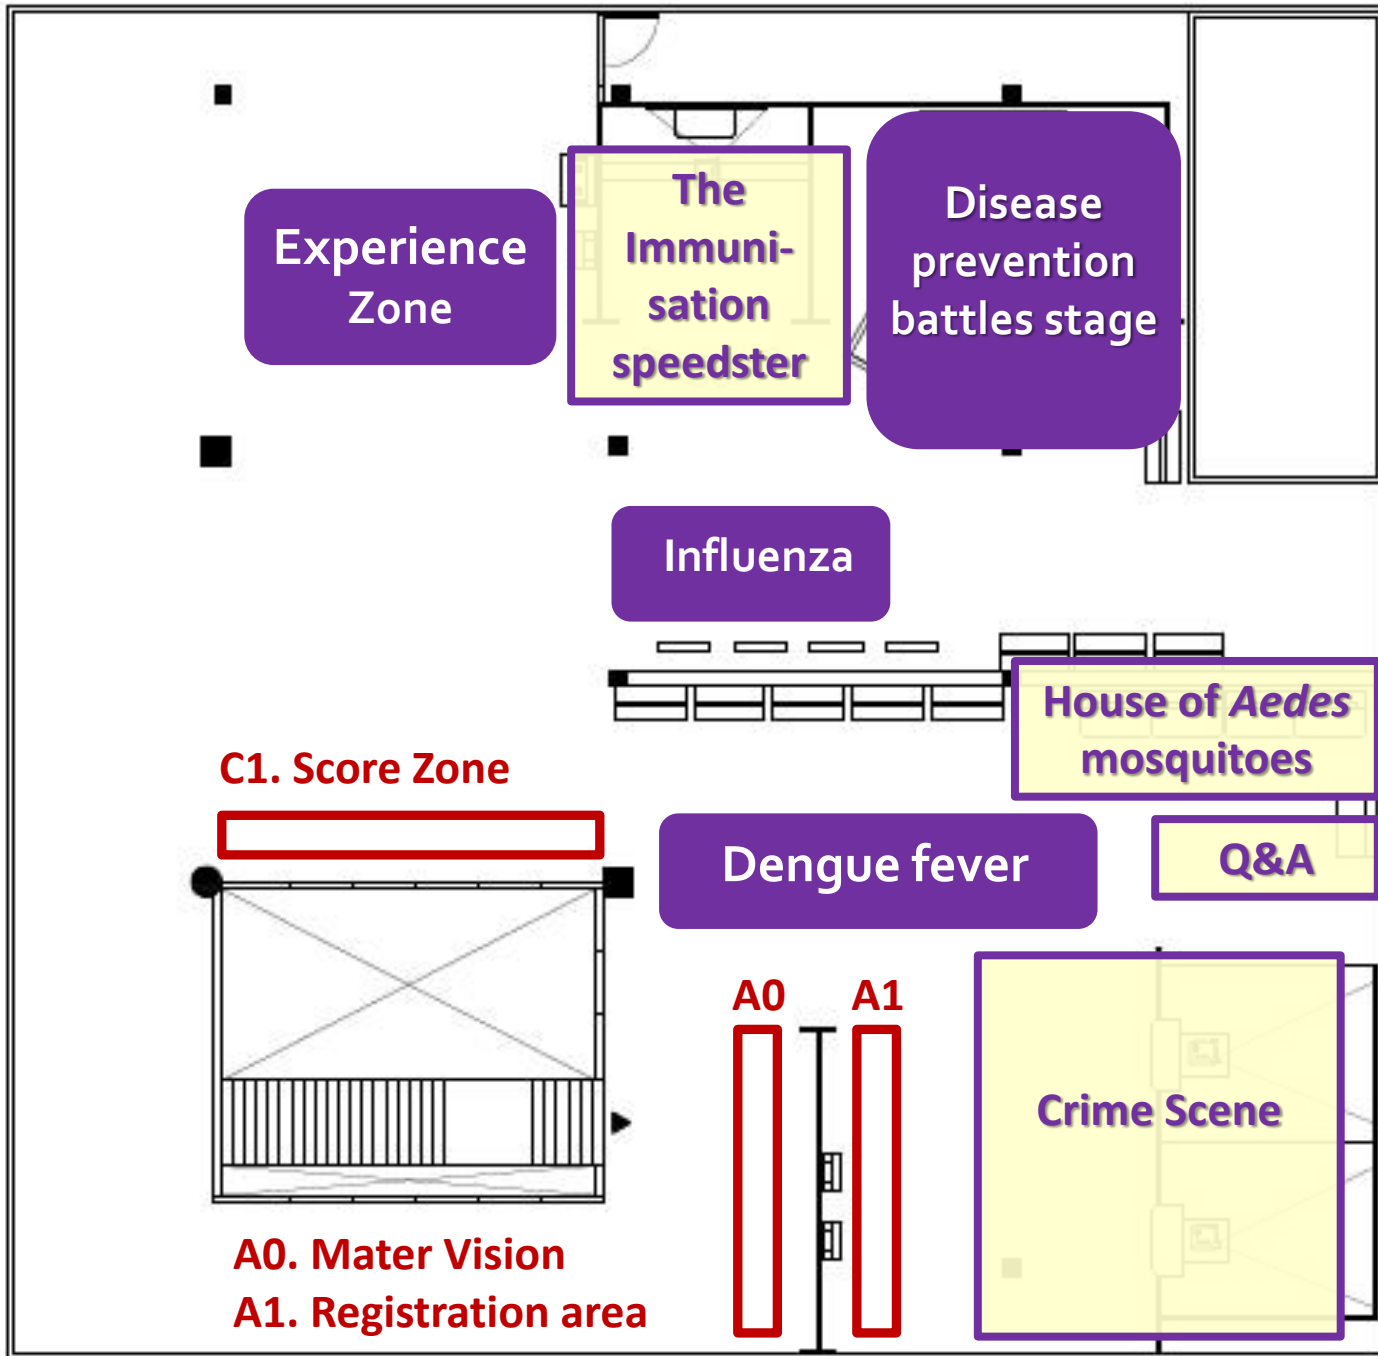 Experience
Zone
The
Immuni-
sation
speedster
Disease
prevention
battles stage
Influenza
House of Aedes
mosquitoes
C1. Score Zone
Dengue fever
Q&A
A0
A1
Crime Scene
A0. Mater Vision
A1. Registration area